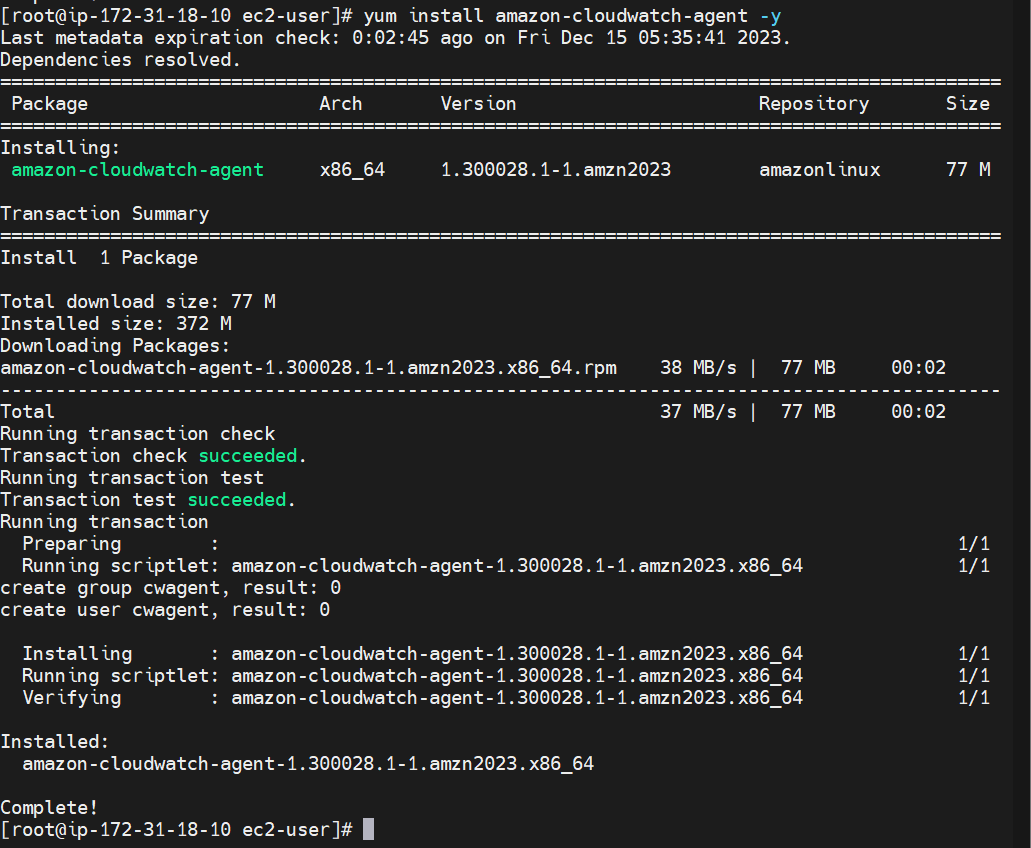 [root@ip-172-31-18-10 ec2-user]# yum install amazon-cloudwatch-agent -y
Last metadata expiration check: 0:02:45 ago on Fri Dec 15 05:35:41 2023.
Dependencies resolved.
===========================================================================================
 Package                     Arch       Version                      Repository       Size
===========================================================================================
Installing:
 amazon-cloudwatch-agent     x86_64     1.300028.1-1.amzn2023        amazonlinux      77 M

Transaction Summary
===========================================================================================
Install  1 Package

Total download size: 77 M
Installed size: 372 M
Downloading Packages:
amazon-cloudwatch-agent-1.300028.1-1.amzn2023.x86_64.rpm    38 MB/s |  77 MB     00:02
-------------------------------------------------------------------------------------------
Total                                                       37 MB/s |  77 MB     00:02
Running transaction check
Transaction check succeeded.
Running transaction test
Transaction test succeeded.
Running transaction
  Preparing        :                                                                   1/1
  Running scriptlet: amazon-cloudwatch-agent-1.300028.1-1.amzn2023.x86_64              1/1
create group cwagent, result: 0
create user cwagent, result: 0

  Installing       : amazon-cloudwatch-agent-1.300028.1-1.amzn2023.x86_64              1/1
  Running scriptlet: amazon-cloudwatch-agent-1.300028.1-1.amzn2023.x86_64              1/1
  Verifying        : amazon-cloudwatch-agent-1.300028.1-1.amzn2023.x86_64              1/1

Installed:
  amazon-cloudwatch-agent-1.300028.1-1.amzn2023.x86_64

Complete!
[root@ip-172-31-18-10 ec2-user]#